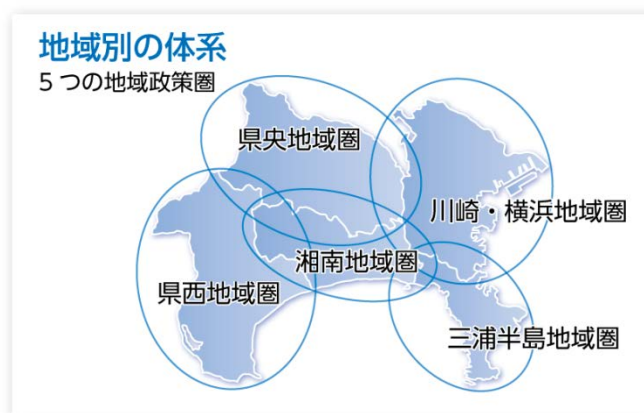 地域別の体系
5つの地域政策圏
県央地域圏
川崎・横浜地域圏
湘南地域圏
県西地域圏
三浦半島地域圏